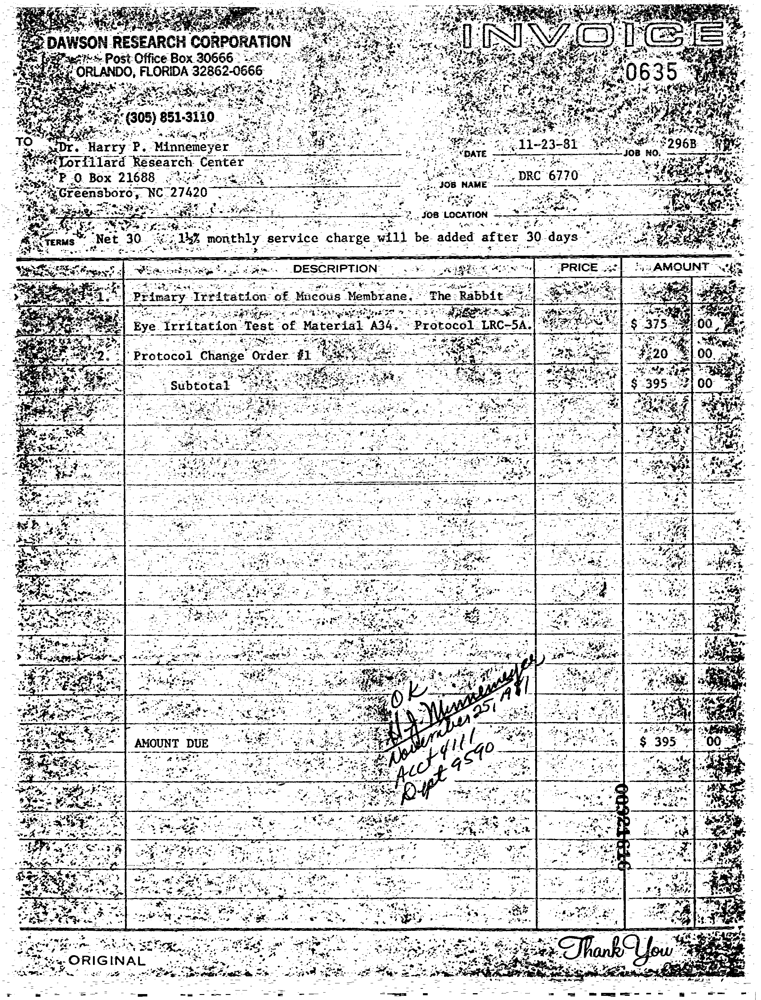 INVOICE
DAWSON RESEARCH CORPORATION
Post Office Box 30666
ORLANDO, FLORIDA 32862-0666
0635
(305) 851-3110
TO Dr. Harry P. Minnemeyer
Lorillard Research Center
P O Box 21688
Greensboro, NC 27420
DATE 11-23-81 JOB NO. 296B
JOB NAME DRC 6770
JOB LOCATION
TERMS Net 30 1½% monthly service charge will be added after 30 days
DESCRIPTION PRICE AMOUNT
1. Primary Irritation of Mucous Membrane. The Rabbit
Eye Irritation Test of Material A34. Protocol LRC-5A. $ 375 00
2. Protocol Change Order #1 20 00
Subtotal $ 395 00
OK
H.J. Minnemeyer
November 25, 1981
AMOUNT DUE $ 395 00
Acct 4111
Dept 9590
ORIGINAL
Thank You